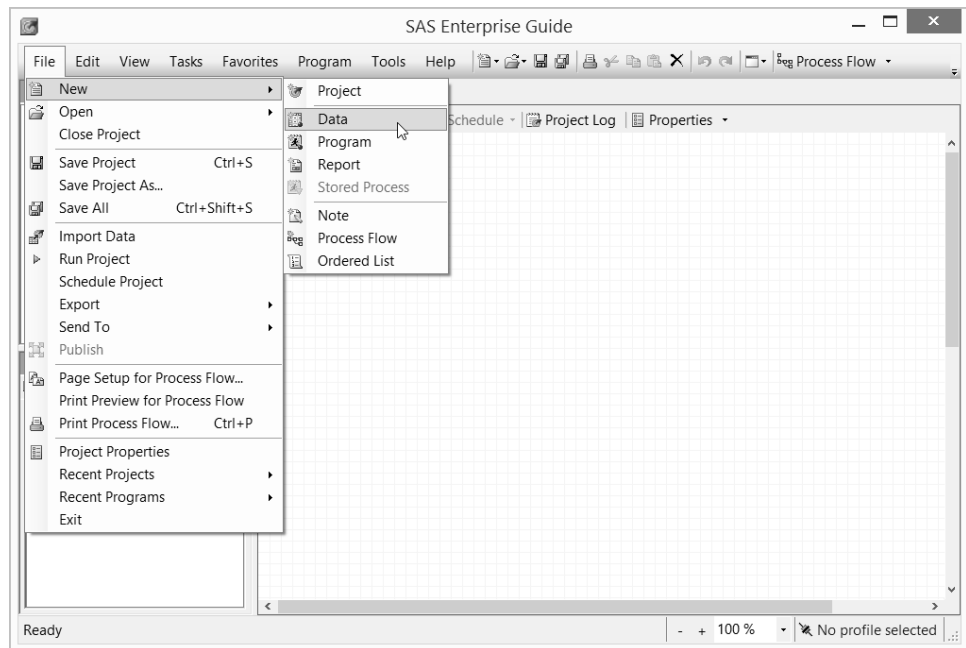 SAS Enterprise Guide
File Edit View Tasks Favorites Program Tools Help Process Flow
New
Open
Close Project
Save Project Ctrl+S
Save Project As...
Save All Ctrl+Shift+S
Import Data
Run Project
Schedule Project
Export
Send To
Publish
Page Setup for Process Flow...
Print Preview for Process Flow
Print Process Flow... Ctrl+P
Project Properties
Recent Projects
Recent Programs
Exit
Project
Data
Program
Report
Stored Process
Note
Process Flow
Ordered List
Schedule Project Log Properties
Ready - + 100 % No profile selected